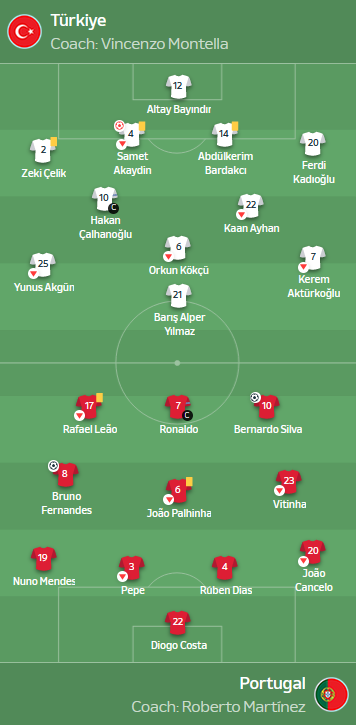 Türkiye
Coach: Vincenzo Montella
12
Altay Bayındır
2
Zeki Çelik
4
Samet
Akaydin
14
Abdülkerim
Bardakcı
20
Ferdi
Kadıoğlu
10
C
Hakan
Çalhanoğlu
22
Kaan Ayhan
25
Yunus Akgün
6
Orkun Kökçü
7
Kerem
Aktürkoğlu
21
Barış Alper
Yılmaz
17
Rafael Leão
7
C
Ronaldo
10
Bernardo Silva
8
Bruno
Fernandes
6
João Palhinha
23
Vitinha
19
Nuno Mendes
3
Pepe
4
Rúben Dias
20
João
Cancelo
22
Diogo Costa
Portugal
Coach: Roberto Martínez